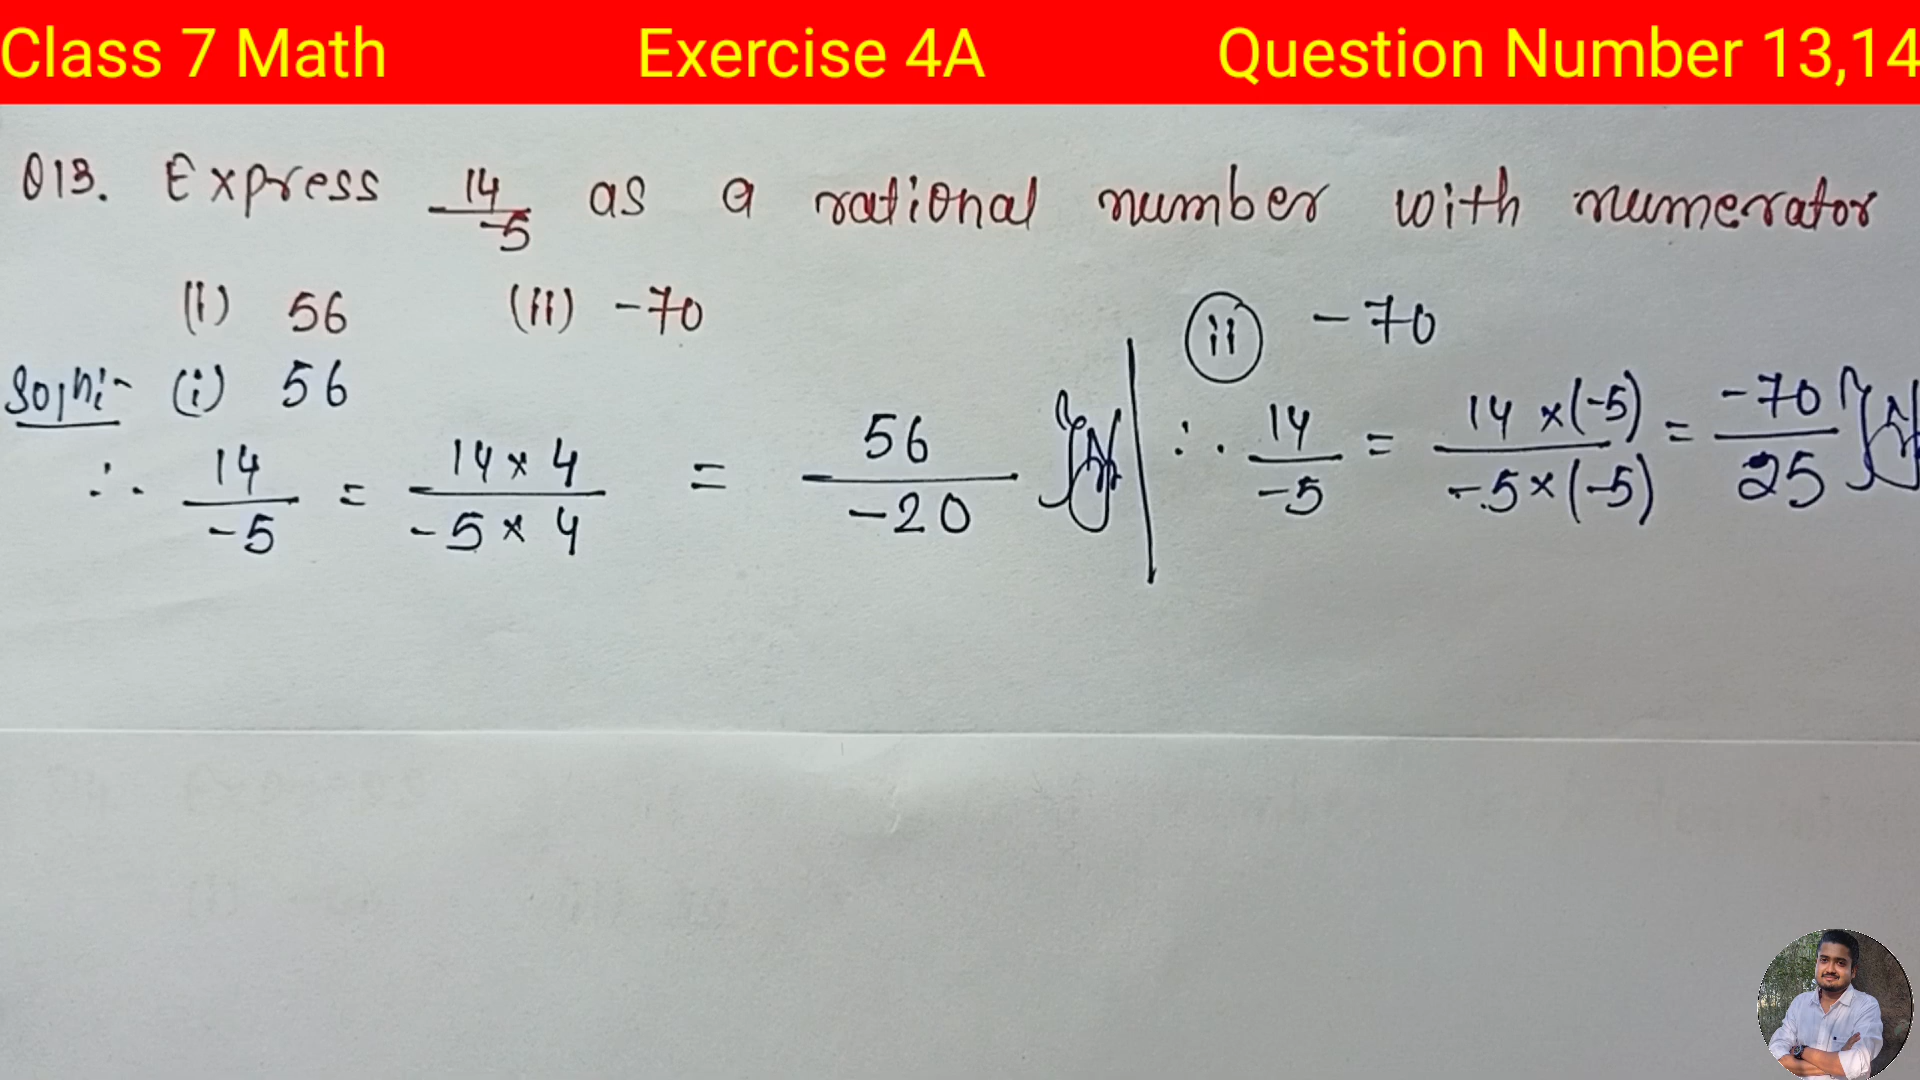 Class 7 Math Exercise 4A Question Number 13,14
Q13. Express 14/-5 as a rational number with numerator
(i) 56 (ii) -70
Soln:- (i) 56
∴ 14/-5 = 14 × 4/-5 × 4 = 56/-20
(ii) -70
∴ 14/-5 = 14 × (-5)/-5 × (-5) = -70/25